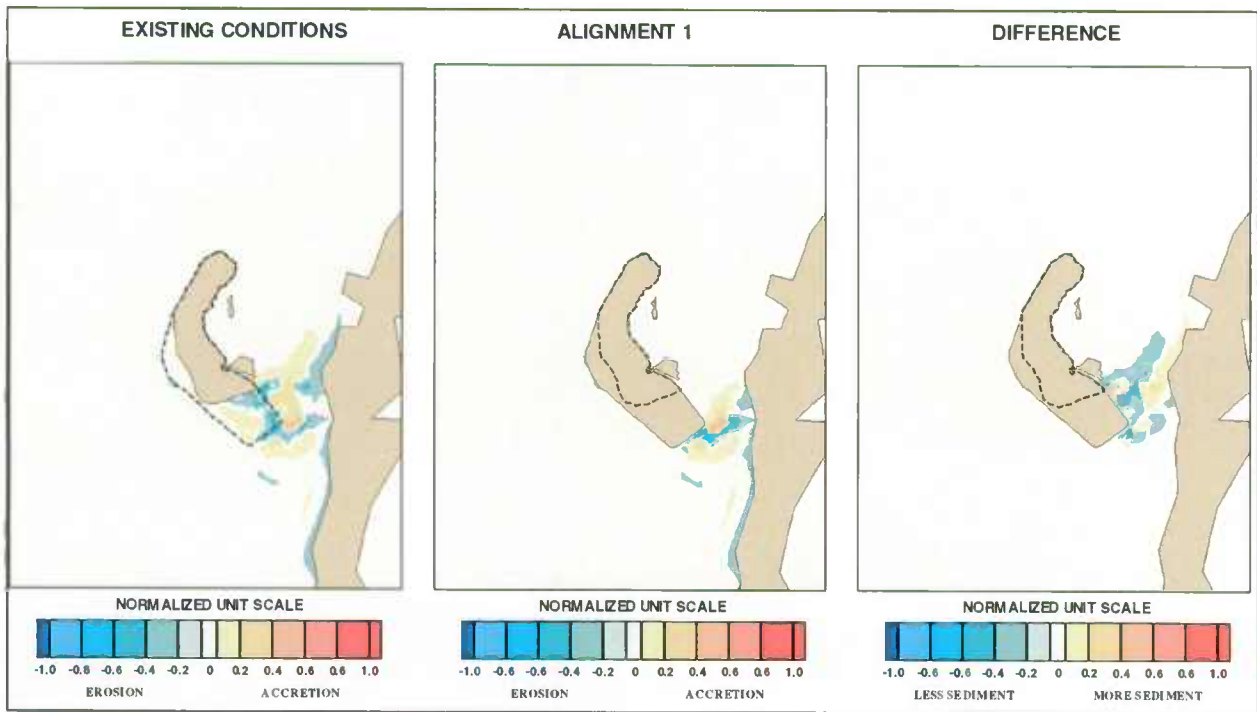 EXISTING CONDITIONS
ALIGNMENT 1
DIFFERENCE
NORMALIZED UNIT SCALE
-1.0 -0.8 -0.6 -0.4 -0.2 0 0.2 0.4 0.6 0.8 1.0
EROSION ACCRETION
NORMALIZED UNIT SCALE
-1.0 -0.8 -0.6 -0.4 -0.2 0 0.2 0.4 0.6 0.6 1.0
EROSION ACCRETION
NORMALIZED UNIT SCALE
-1.0 -0.8 -0.6 -0.4 -0.2 0 0.2 0.4 0.6 0.8 1.0
LESS SEDIMENT MORE SEDIMENT